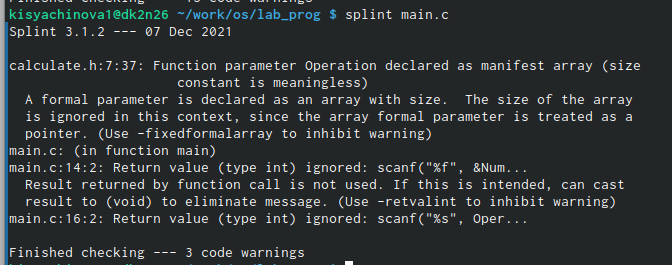 kisyachinova1@dk2n26 ~/work/os/lab_prog $ splint main.c
Splint 3.1.2 --- 07 Dec 2021
calculate.h:7:37: Function parameter Operation declared as manifest array (size
constant is meaningless)
A formal parameter is declared as an array with size.  The size of the array
is ignored in this context, since the array formal parameter is treated as a
pointer. (Use -fixedformalarray to inhibit warning)
main.c: (in function main)
main.c:14:2: Return value (type int) ignored: scanf("%f", &Num...
Result returned by function call is not used. If this is intended, can cast
result to (void) to eliminate message. (Use -retvalint to inhibit warning)
main.c:16:2: Return value (type int) ignored: scanf("%s", Oper...
Finished checking --- 3 code warnings